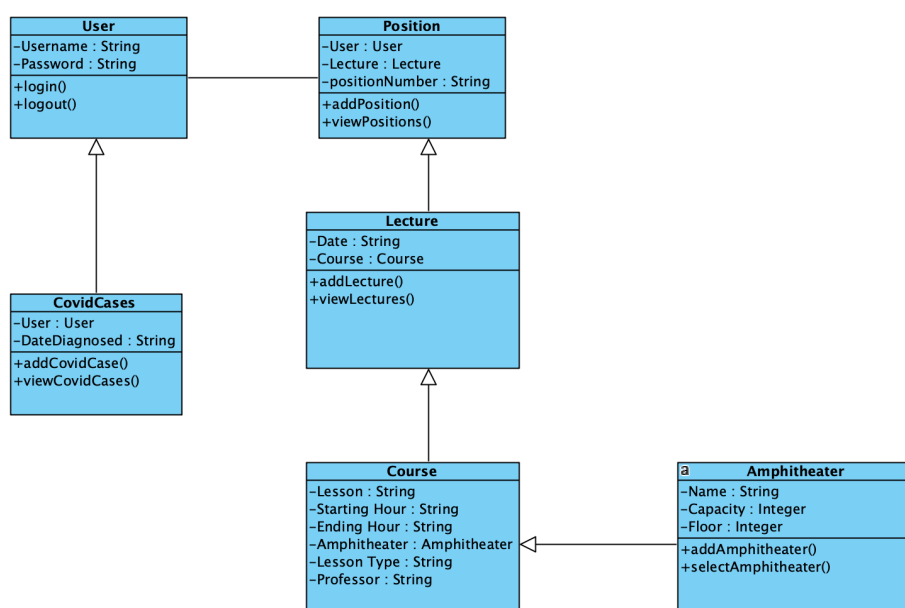 User
-Username : String
-Password : String
+login()
+logout()
Position
-User : User
-Lecture : Lecture
-positionNumber : String
+addPosition()
+viewPositions()
Lecture
-Date : String
-Course : Course
+addLecture()
+viewLectures()
CovidCases
-User : User
-DateDiagnosed : String
+addCovidCase()
+viewCovidCases()
Course
-Lesson : String
-Starting Hour : String
-Ending Hour : String
-Amphitheater : Amphitheater
-Lesson Type : String
-Professor : String
a
Amphitheater
-Name : String
-Capacity : Integer
-Floor : Integer
+addAmphitheater()
+selectAmphitheater()